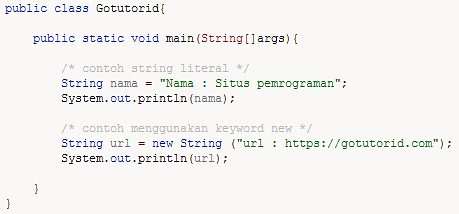 public class Gotutorid{
public static void main(String[]args){
/* contoh string literal */
String nama = "Nama : Situs pemrograman";
System.out.println(nama);
/* contoh menggunakan keyword new */
String url = new String ("url : https://gotutorid.com");
System.out.println(url);
}
}